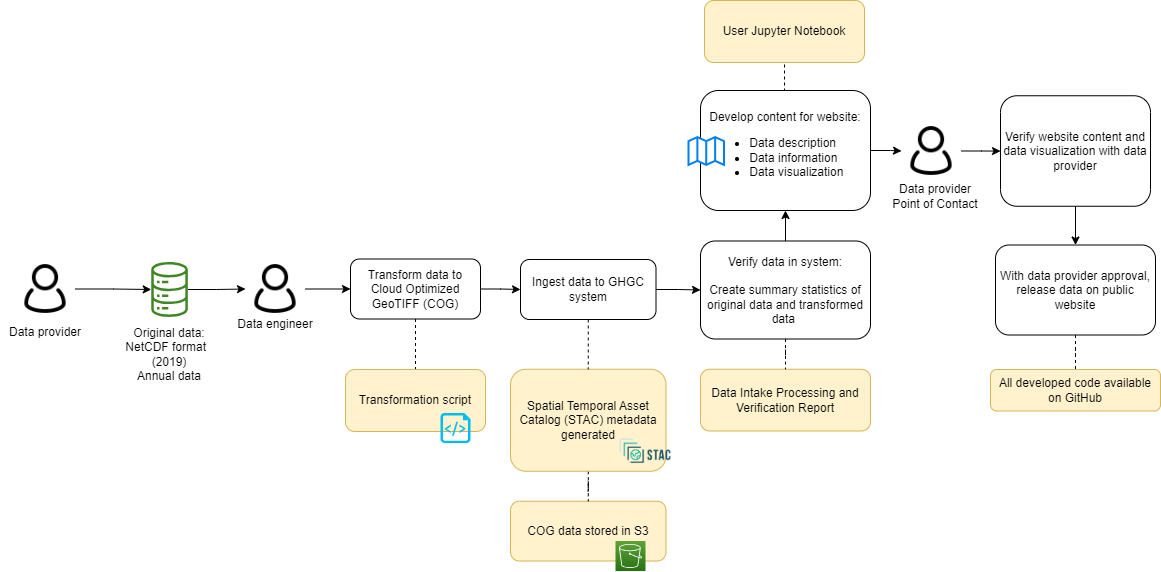 User Jupyter Notebook
Develop content for website:
• Data description
• Data information
• Data visualization
Data provider
Point of Contact
Verify website content and
data visualization with data
provider
Data provider
Original data:
NetCDF format
(2019)
Annual data
Data engineer
Transform data to
Cloud Optimized
GeoTIFF (COG)
Ingest data to GHGC
system
Verify data in system:
Create summary statistics of
original data and transformed
data
With data provider approval,
release data on public
website
Transformation script
</>
Spatial Temporal Asset
Catalog (STAC) metadata
generated
STAC
Data Intake Processing and
Verification Report
All developed code available
on GitHub
COG data stored in S3